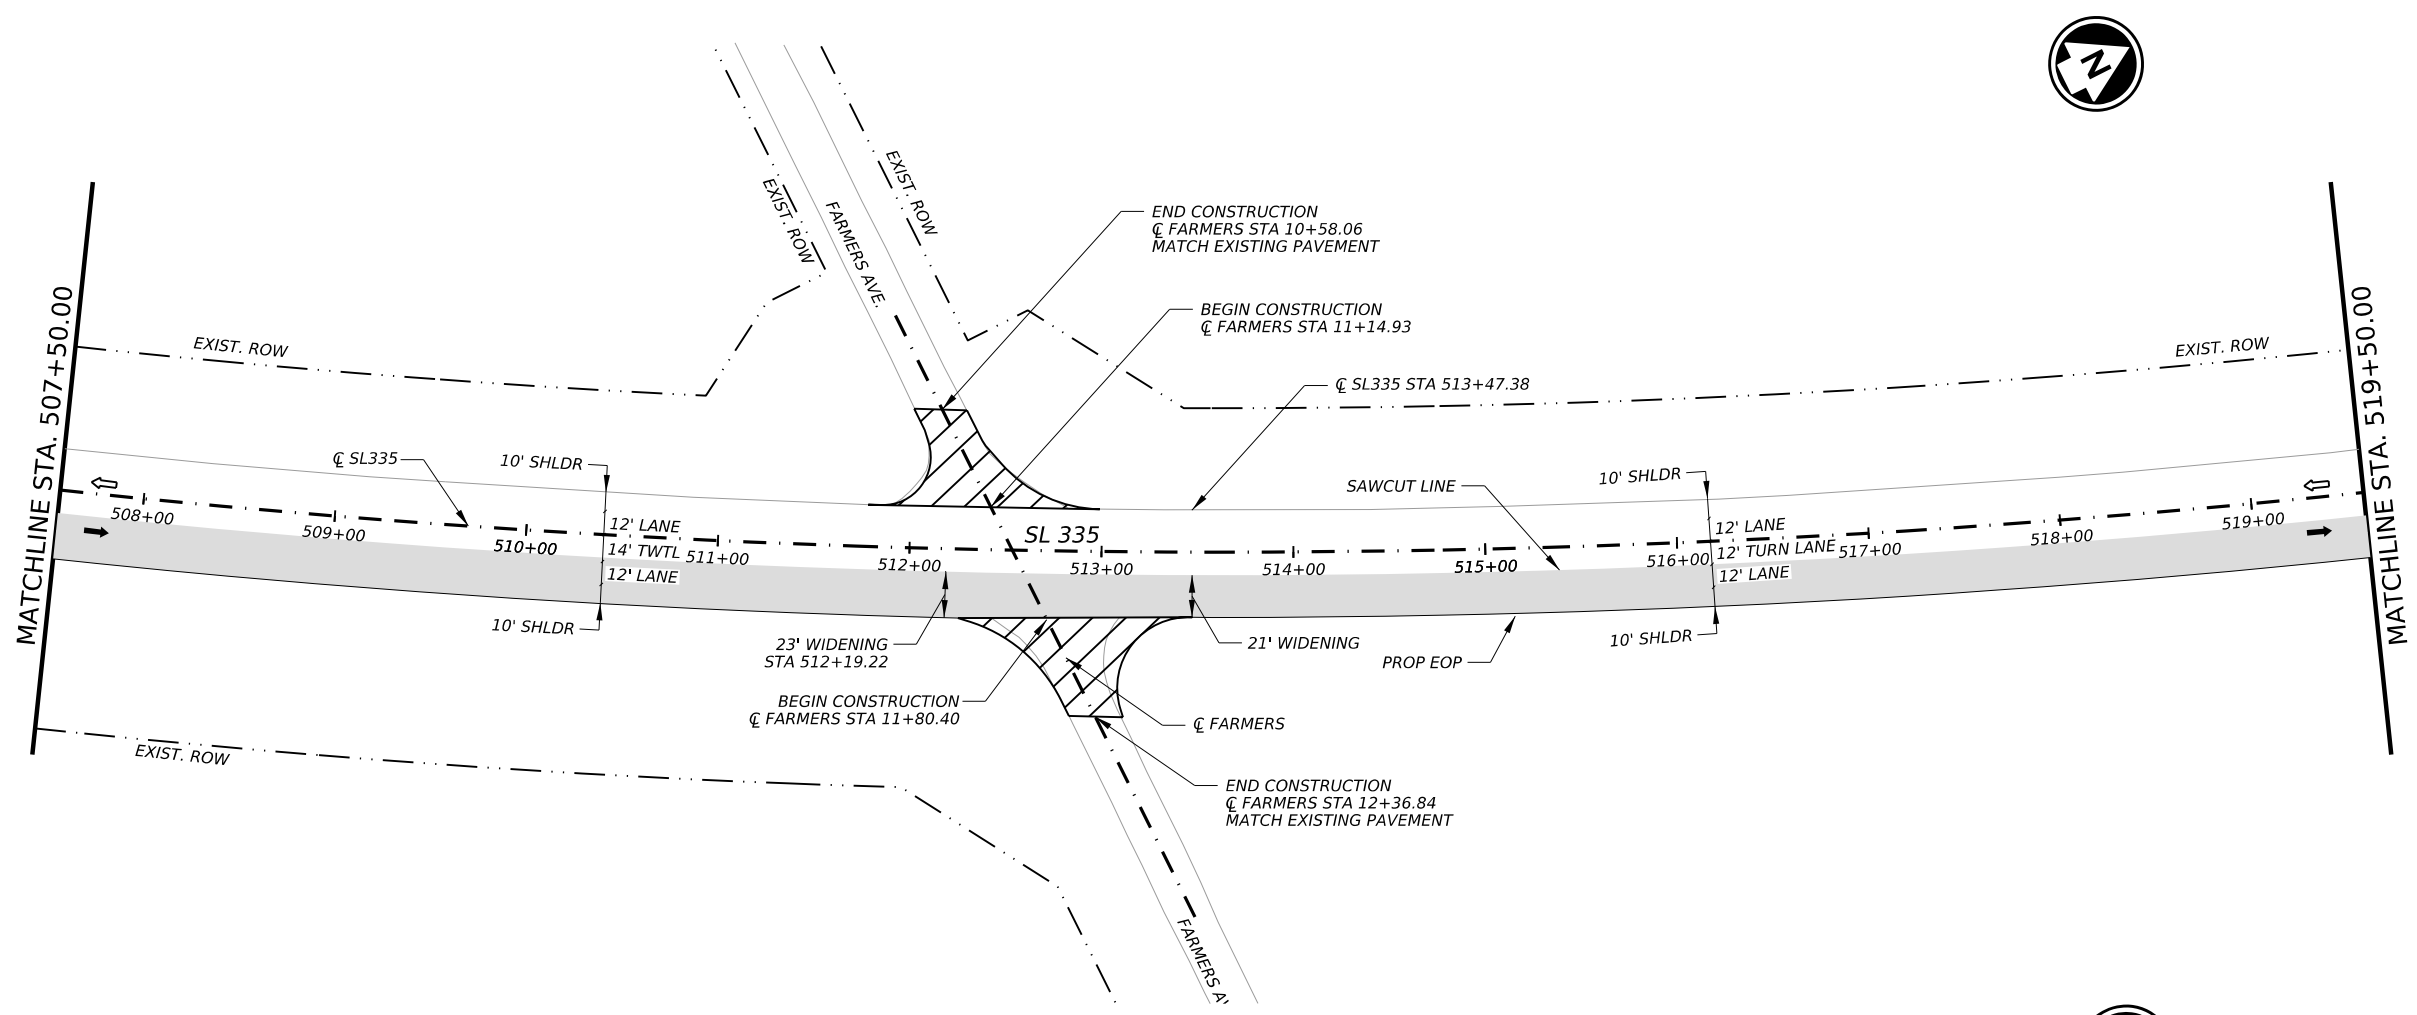 N
EXIST. ROW
EXIST. ROW
FARMERS AVE.
END CONSTRUCTION
℄ FARMERS STA 10+58.06
MATCH EXISTING PAVEMENT
BEGIN CONSTRUCTION
℄ FARMERS STA 11+14.93
MATCHLINE STA. 507+50.00
MATCHLINE STA. 519+50.00
EXIST. ROW
EXIST. ROW
℄ SL335 STA 513+47.38
℄ SL335
10' SHLDR
SAWCUT LINE
10' SHLDR
508+00
509+00
510+00
12' LANE
14' TWTL
12' LANE
511+00
512+00
SL 335
513+00
514+00
515+00
516+00
12' LANE
12' TURN LANE
12' LANE
517+00
518+00
519+00
10' SHLDR
23' WIDENING
STA 512+19.22
21' WIDENING
PROP EOP
10' SHLDR
BEGIN CONSTRUCTION
℄ FARMERS STA 11+80.40
℄ FARMERS
EXIST. ROW
END CONSTRUCTION
℄ FARMERS STA 12+36.84
MATCH EXISTING PAVEMENT
FARMERS A